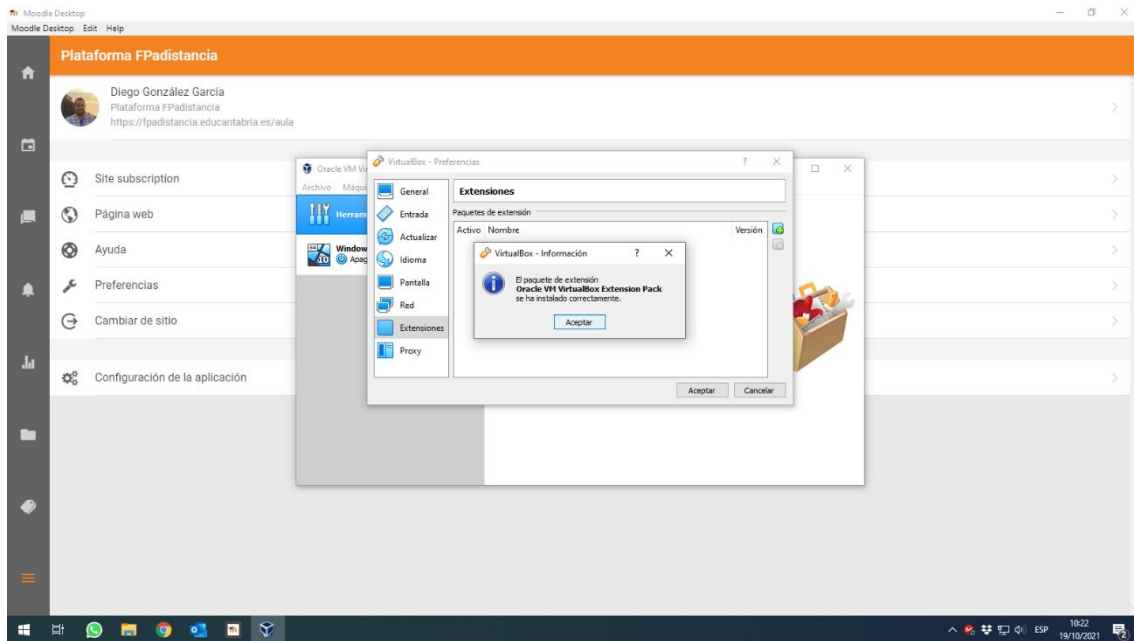 Moodle Desktop
Moodle Desktop Edit Help
Plataforma FPadistancia
Diego González García
Plataforma FPadistancia
https://fpadistancia.educantabria.es/aula
Site subscription
Página web
Ayuda
Preferencias
Cambiar de sitio
Configuración de la aplicación
Oracle VM Vi
Archivo Máqui
Herram
Window
Apag
VirtualBox - Preferencias
General
Entrada
Actualizar
Idioma
Pantalla
Red
Extensiones
Proxy
Extensiones
Paquetes de extensión
Activo Nombre Versión
VirtualBox - Información
El paquete de extensión
Oracle VM VirtualBox Extension Pack
se ha instalado correctamente.
Aceptar
Aceptar Cancelar
ESP
10:22
19/10/2021